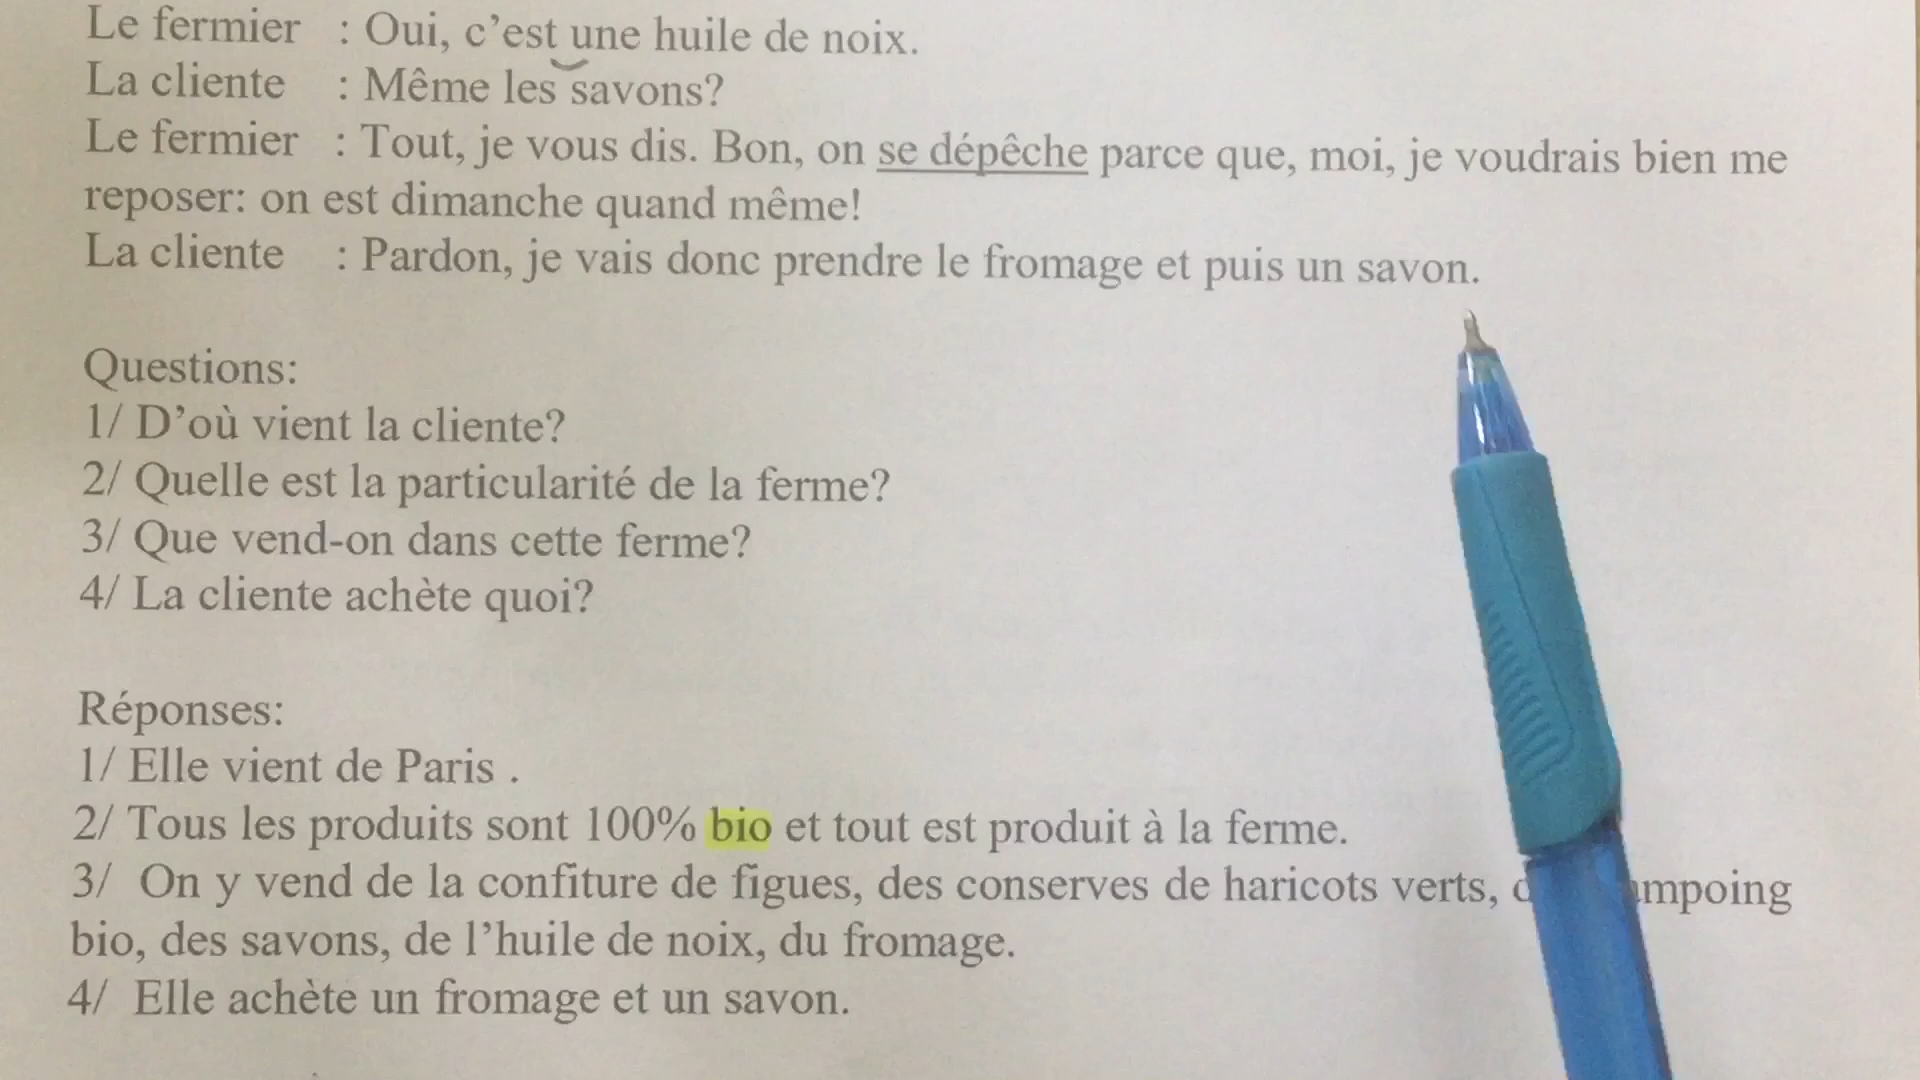 Le fermier : Oui, c'est une huile de noix.
La cliente : Même les savons?
Le fermier : Tout, je vous dis. Bon, on se dépêche parce que, moi, je voudrais bien me
reposer: on est dimanche quand même!
La cliente : Pardon, je vais donc prendre le fromage et puis un savon.
Questions:
1/ D'où vient la cliente?
2/ Quelle est la particularité de la ferme?
3/ Que vend-on dans cette ferme?
4/ La cliente achète quoi?
Réponses:
1/ Elle vient de Paris .
2/ Tous les produits sont 100% bio et tout est produit à la ferme.
3/ On y vend de la confiture de figues, des conserves de haricots verts,
bio, des savons, de l'huile de noix, du fromage.
4/ Elle achète un fromage et un savon.